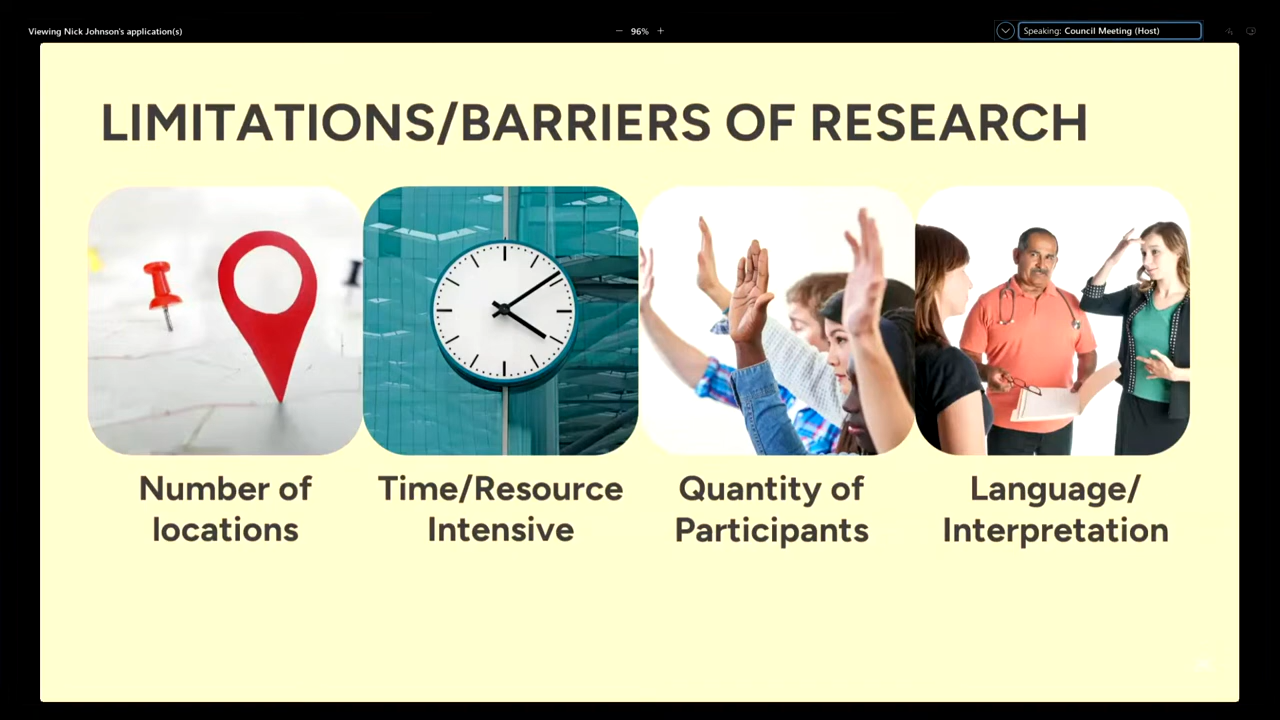 Viewing Nick Johnson's application(s)
96%
Speaking: Council Meeting (Host)
LIMITATIONS/BARRIERS OF RESEARCH
Number of
locations
Time/Resource
Intensive
Quantity of
Participants
Language/
Interpretation